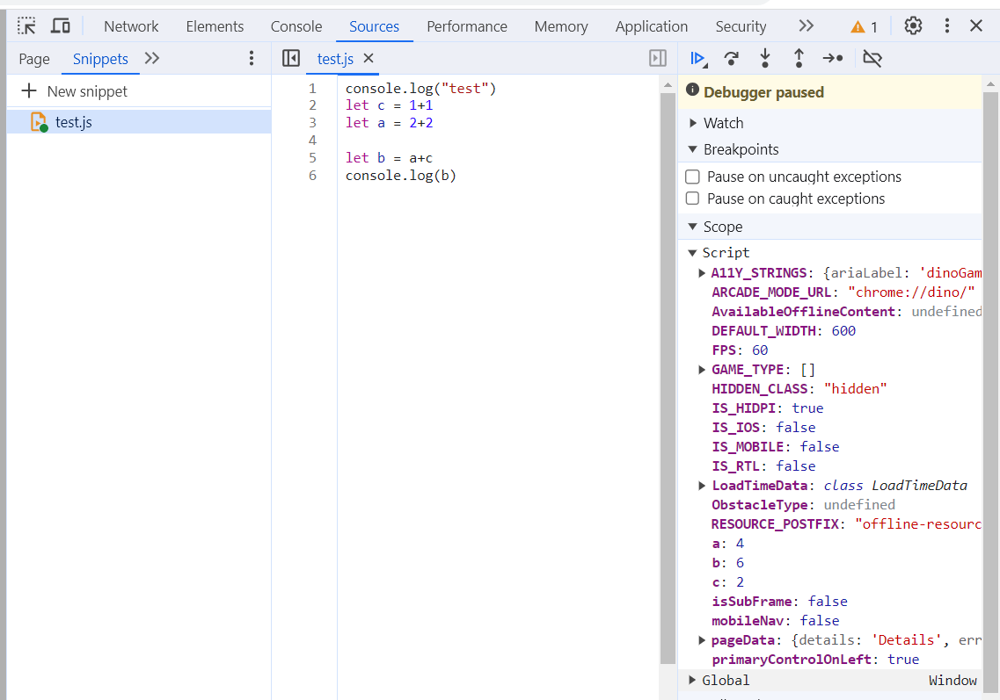 Network Elements Console Sources Performance Memory Application Security 1
Page Snippets
New snippet
test.js
test.js
1 console.log("test")
2 let c = 1+1
3 let a = 2+2
4
5 let b = a+c
6 console.log(b)
Debugger paused
Watch
Breakpoints
Pause on uncaught exceptions
Pause on caught exceptions
Scope
Script
A11Y_STRINGS: {ariaLabel: 'dinoGam
ARCADE_MODE_URL: "chrome://dino/"
AvailableOfflineContent: undefined
DEFAULT_WIDTH: 600
FPS: 60
GAME_TYPE: []
HIDDEN_CLASS: "hidden"
IS_HIDPI: true
IS_IOS: false
IS_MOBILE: false
IS_RTL: false
LoadTimeData: class LoadTimeData
ObstacleType: undefined
RESOURCE_POSTFIX: "offline-resourc
a: 4
b: 6
c: 2
isSubFrame: false
mobileNav: false
pageData: {details: 'Details', err
primaryControlOnLeft: true
Global Window